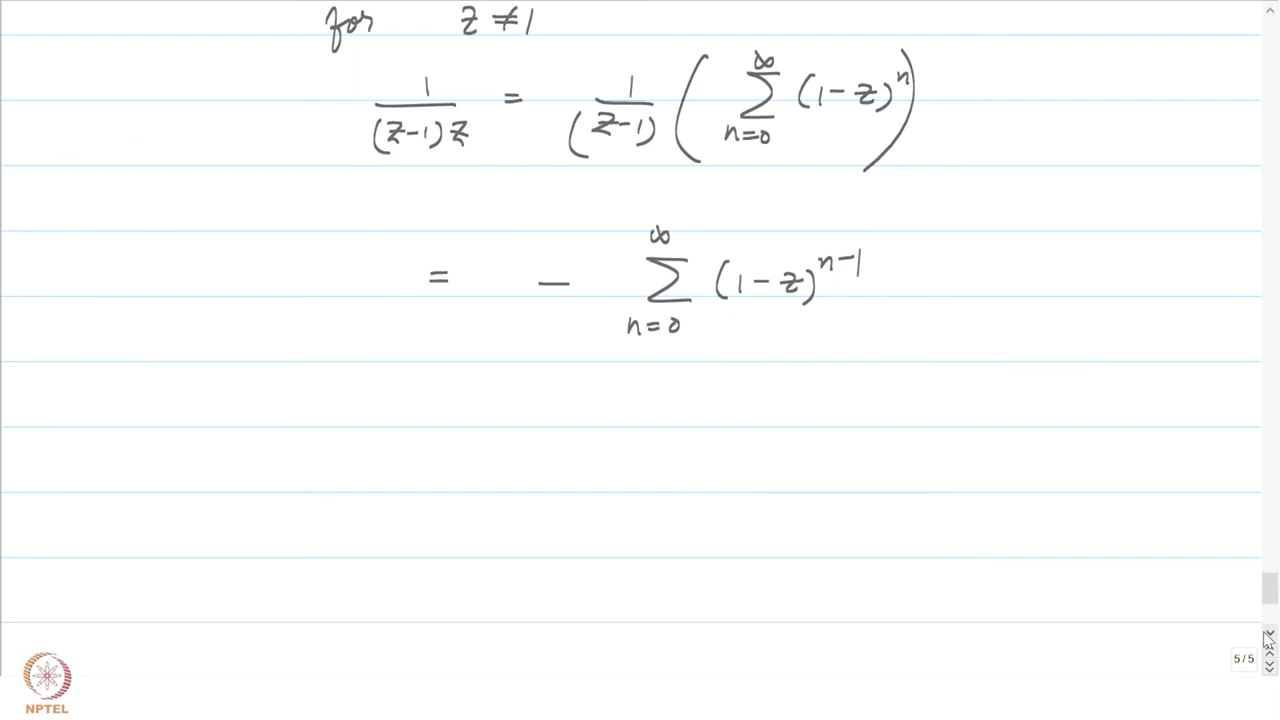 for z ≠ 1
1/((z-1)z) = 1/(z-1) ( ∑_{n=0}^{∞} (1-z)^n )
= - ∑_{n=0}^{∞} (1-z)^{n-1}
5/5
NPTEL